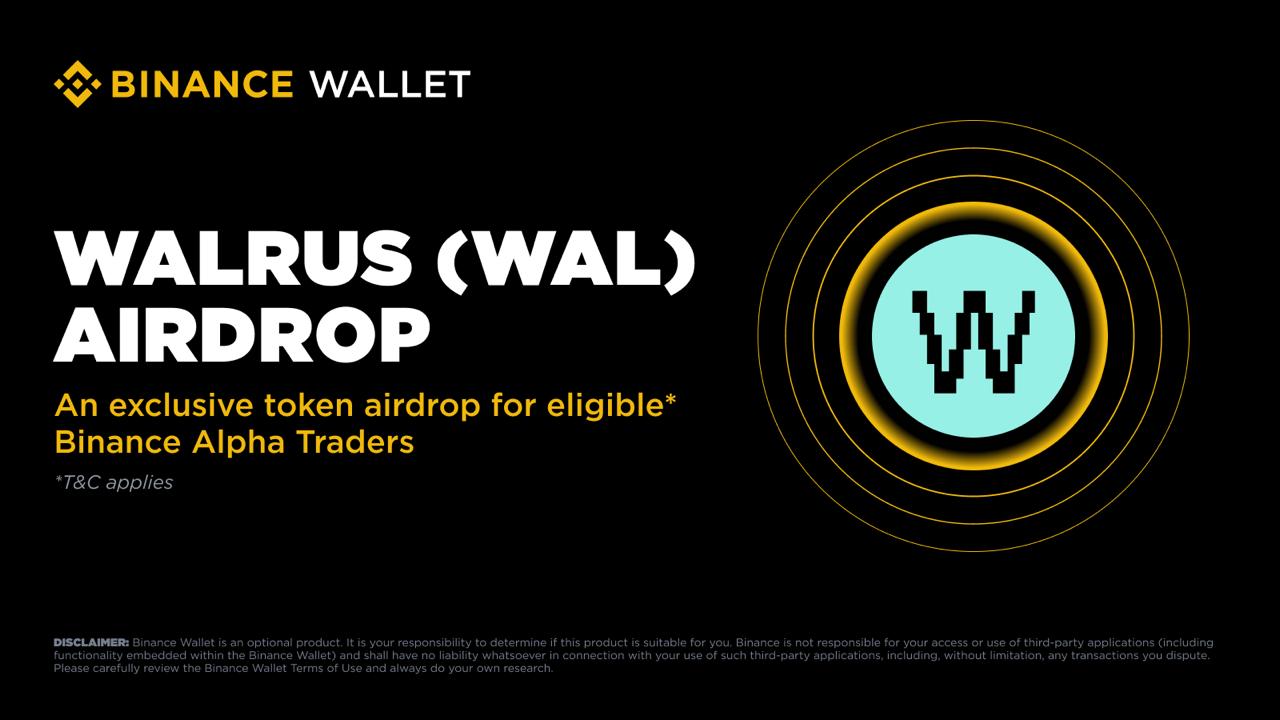 BINANCE WALLET
WALRUS (WAL)
AIRDROP
An exclusive token airdrop for eligible*
Binance Alpha Traders
*T&C applies
W
DISCLAIMER: Binance Wallet is an optional product. It is your responsibility to determine if this product is suitable for you. Binance is not responsible for your access or use of third-party applications (including
functionality embedded within the Binance Wallet) and shall have no liability whatsoever in connection with your use of such third-party applications, including, without limitation, any transactions you dispute.
Please carefully review the Binance Wallet Terms of Use and always do your own research.